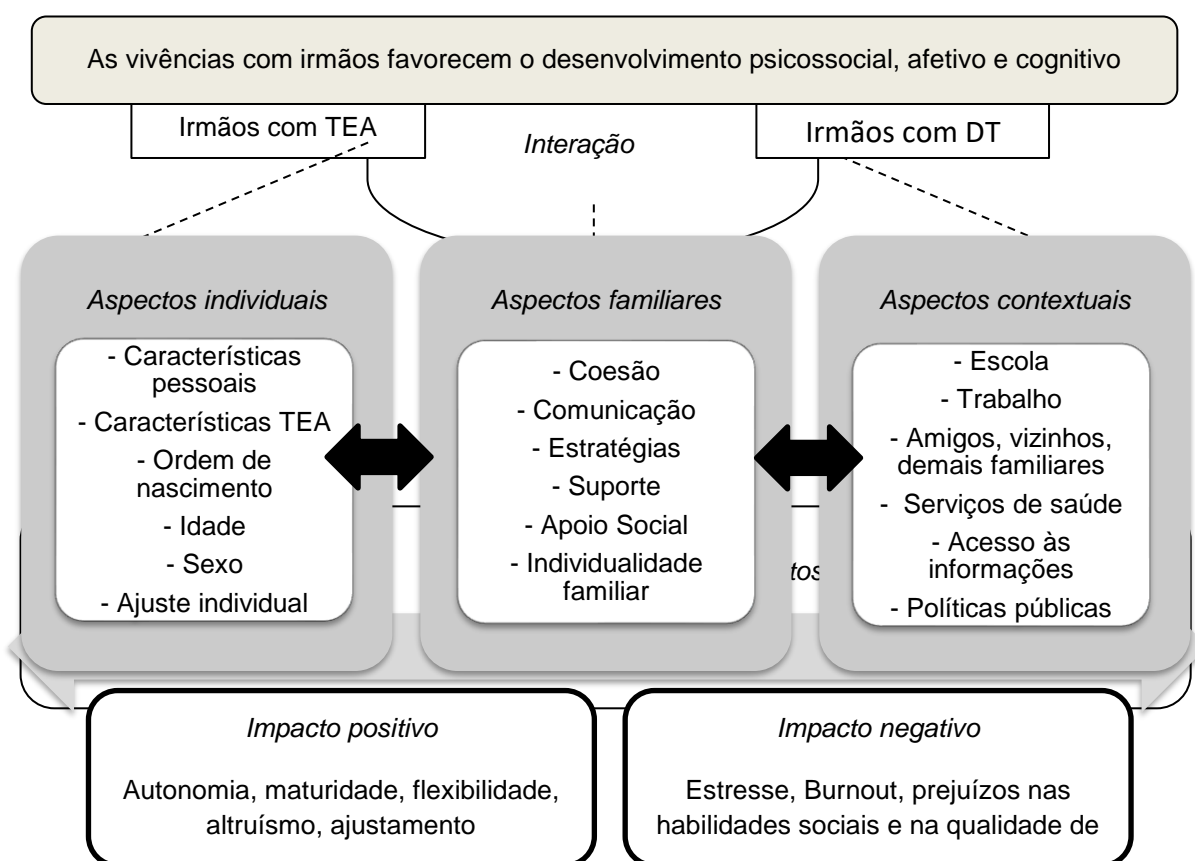 As vivências com irmãos favorecem o desenvolvimento psicossocial, afetivo e cognitivo
Irmãos com TEA
Interação
Irmãos com DT
Aspectos individuais
- Característisticas
pessoais
- Características TEA
- Ordem de
nascimento
- Idade
- Sexo
- Ajuste individual
Aspectos familiares
- Coesão
- Comunicação
- Estratégias
- Suporte
- Apoio Social
- Individualidade
familiar
tos
Aspectos contextuais
- Escola
- Trabalho
- Amigos, vizinhos,
demais familiares
- Serviços de saúde
- Acesso às
informações
- Políticas públicas
Impacto positivo
Autonomia, maturidade, flexibilidade,
altruísmo, ajustamento
Impacto negativo
Estresse, Burnout, prejuízos nas
habilidades sociais e na qualidade de